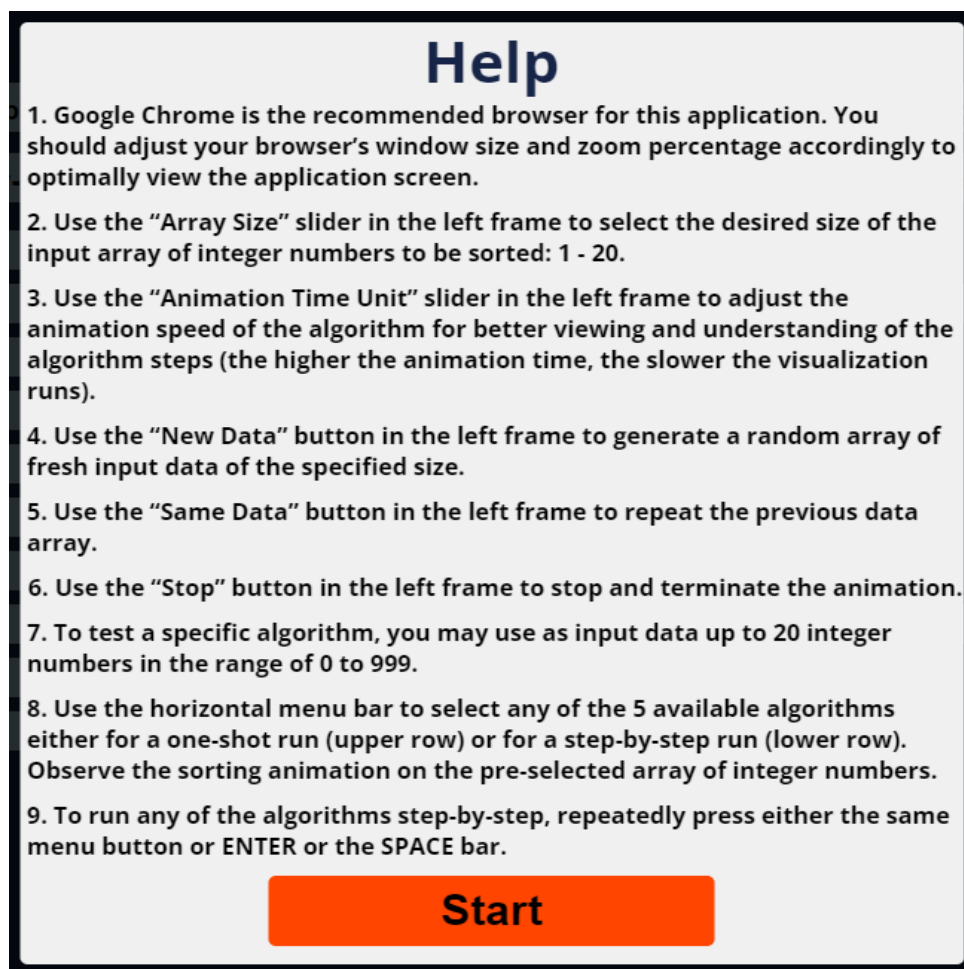 Help
1. Google Chrome is the recommended browser for this application. You
should adjust your browser’s window size and zoom percentage accordingly to
optimally view the application screen.
2. Use the “Array Size” slider in the left frame to select the desired size of the
input array of integer numbers to be sorted: 1 - 20.
3. Use the “Animation Time Unit” slider in the left frame to adjust the
animation speed of the algorithm for better viewing and understanding of the
algorithm steps (the higher the animation time, the slower the visualization
runs).
4. Use the “New Data” button in the left frame to generate a random array of
fresh input data of the specified size.
5. Use the “Same Data” button in the left frame to repeat the previous data
array.
6. Use the “Stop” button in the left frame to stop and terminate the animation.
7. To test a specific algorithm, you may use as input data up to 20 integer
numbers in the range of 0 to 999.
8. Use the horizontal menu bar to select any of the 5 available algorithms
either for a one-shot run (upper row) or for a step-by-step run (lower row).
Observe the sorting animation on the pre-selected array of integer numbers.
9. To run any of the algorithms step-by-step, repeatedly press either the same
menu button or ENTER or the SPACE bar.
Start